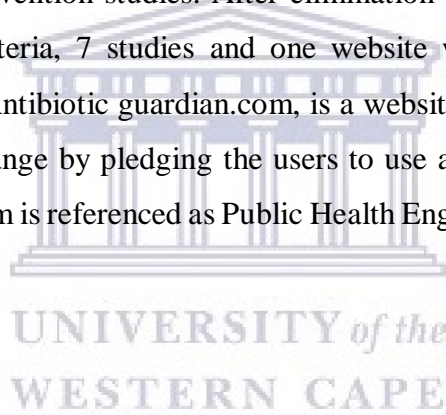 vention studies. After elimination
teria, 7 studies and one website
antibiotic guardian.com, is a websit
nge by pledging the users to use a
m is referenced as Public Health Eng
UNIVERSITY of the
WESTERN CAPE